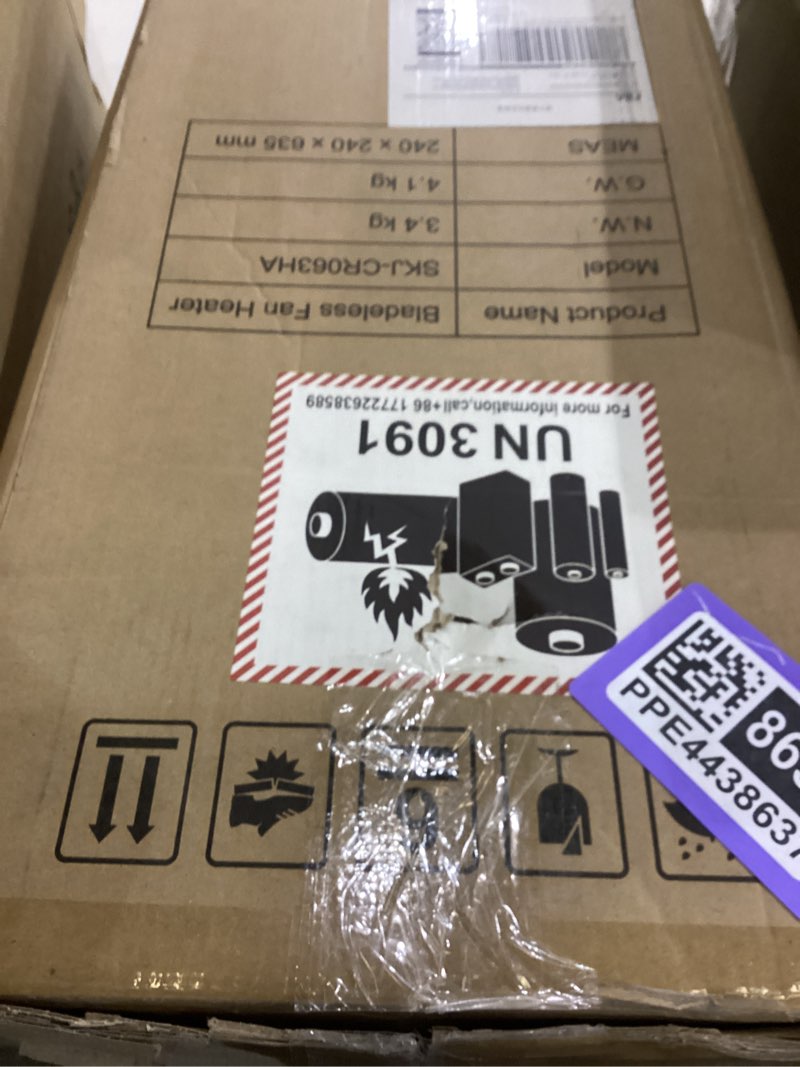 Product Name Bladeless Fan Heater
Model SKJ-CR063HA
N.W. 3.4 kg
G.W. 4.1 kg
MEAS 240 x 240 x 635 mm
UN 3091
For more information,call+86 17722638589
PPE4438637